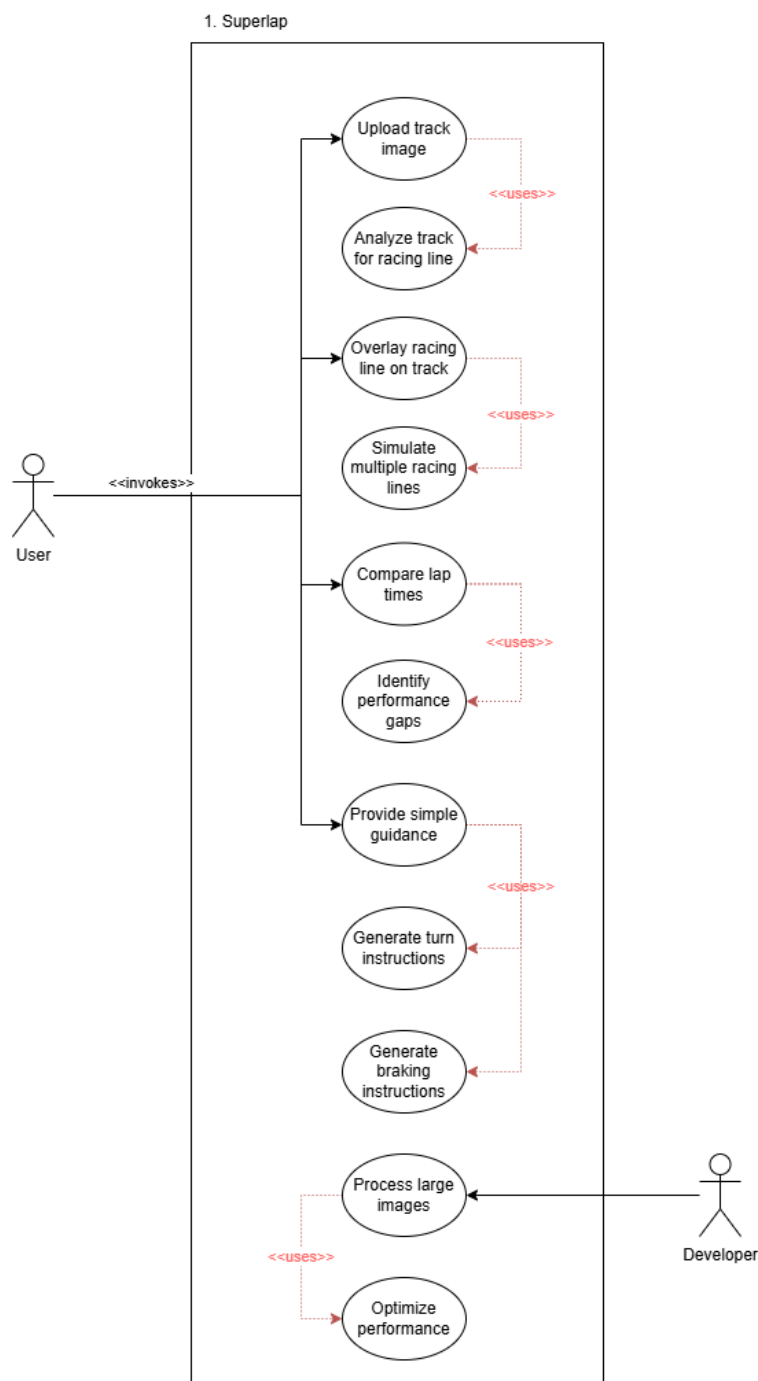 1. Superlap
Upload track
image
<<uses>>
Analyze track
for racing line
Overlay racing
line on track
<<uses>>
Simulate
multiple racing
lines
<<invokes>>
User
Compare lap
times
<<uses>>
Identify
performance
gaps
Provide simple
guidance
<<uses>>
Generate turn
instructions
Generate
braking
instructions
Process large
images
Developer
<<uses>>
Optimize
performance